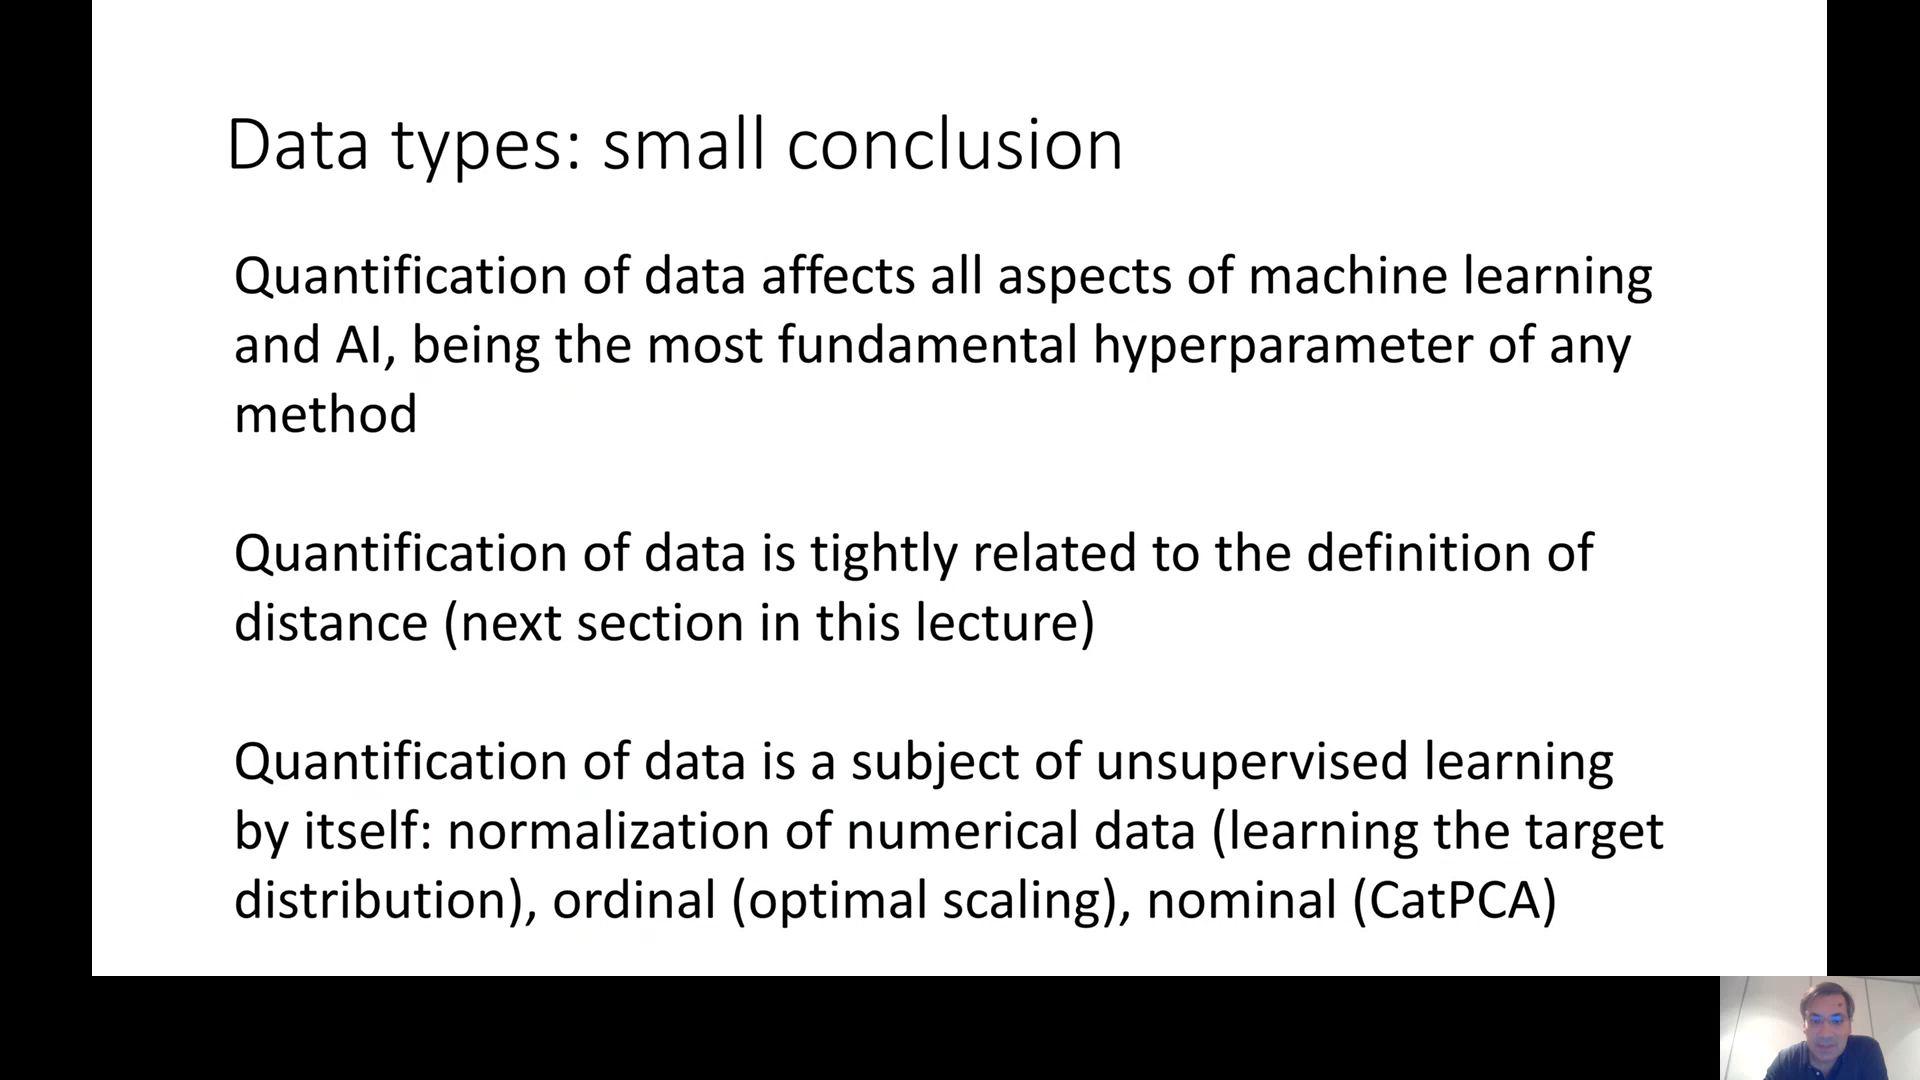 Data types: small conclusion
Quantification of data affects all aspects of machine learning
and AI, being the most fundamental hyperparameter of any
method
Quantification of data is tightly related to the definition of
distance (next section in this lecture)
Quantification of data is a subject of unsupervised learning
by itself: normalization of numerical data (learning the target
distribution), ordinal (optimal scaling), nominal (CatPCA)